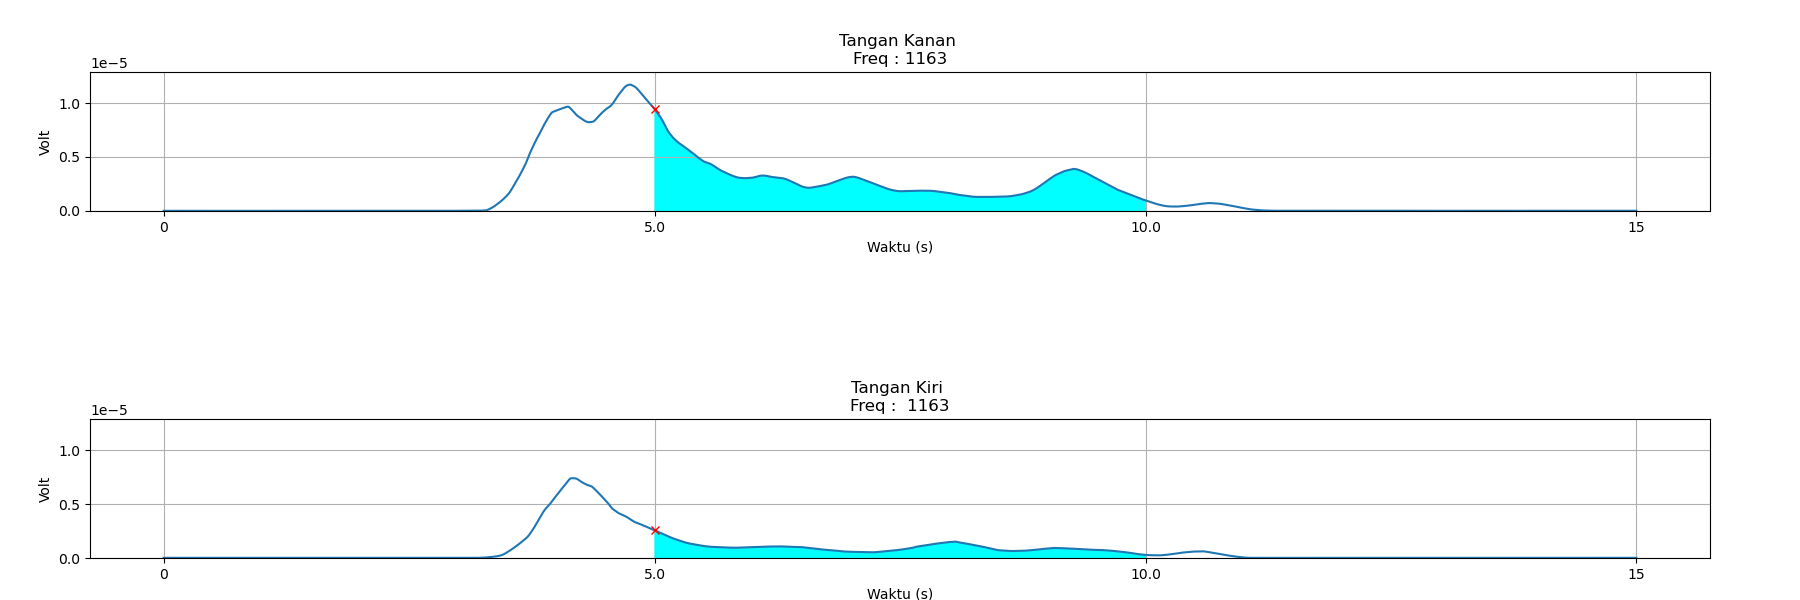 Tangan Kanan
Freq : 1163
1e−5
Volt
1.0
0.5
0.0
0 5.0 10.0 15
Waktu (s)
Tangan Kiri
Freq :  1163
1e−5
Volt
1.0
0.5
0.0
0 5.0 10.0 15
Waktu (s)